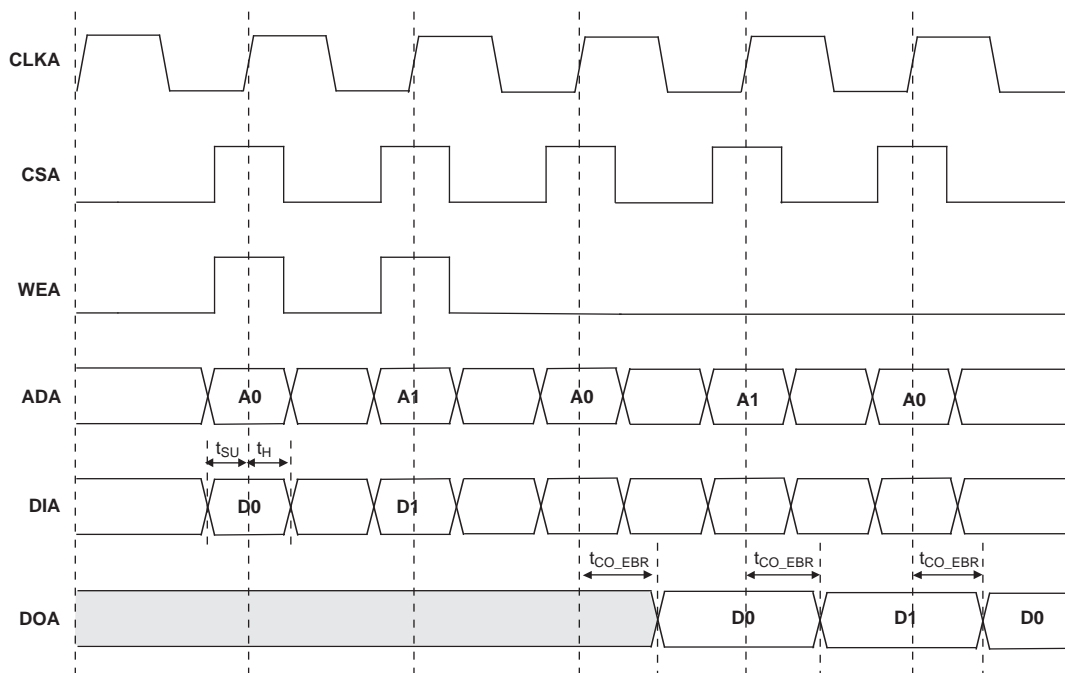 CLKA
CSA
WEA
ADA A0 A1 A0 A1 A0
tSU tH
DIA D0 D1
tCO_EBR tCO_EBR tCO_EBR
DOA D0 D1 D0